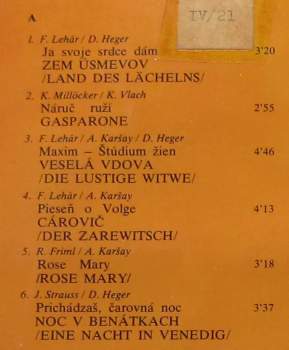 IV/21
A
1. F. Lehár / D. Heger
Ja svoje srdce dám 3'20
ZEM ÚSMEVOV
/LAND DES LÄCHELNS/
2. K. Millöcker / K. Vlach
Náruč ruží 2'55
GASPARONE
3. F. Lehár / A. Karšay / D. Heger
Maxim – Štúdium žien 4'46
VESELÁ VDOVA
/DIE LUSTIGE WITWE/
4. F. Lehár / A. Karšay
Pieseň o Volge 4'13
CÁROVIČ
/DER ZAREWITSCH/
5. R. Friml / A. Karšay
Rose Mary 3'18
/ROSE MARY/
6. J. Strauss / D. Heger
Prichádzaš, čarovná noc 3'37
NOC V BENÁTKACH
/EINE NACHT IN VENEDIG/